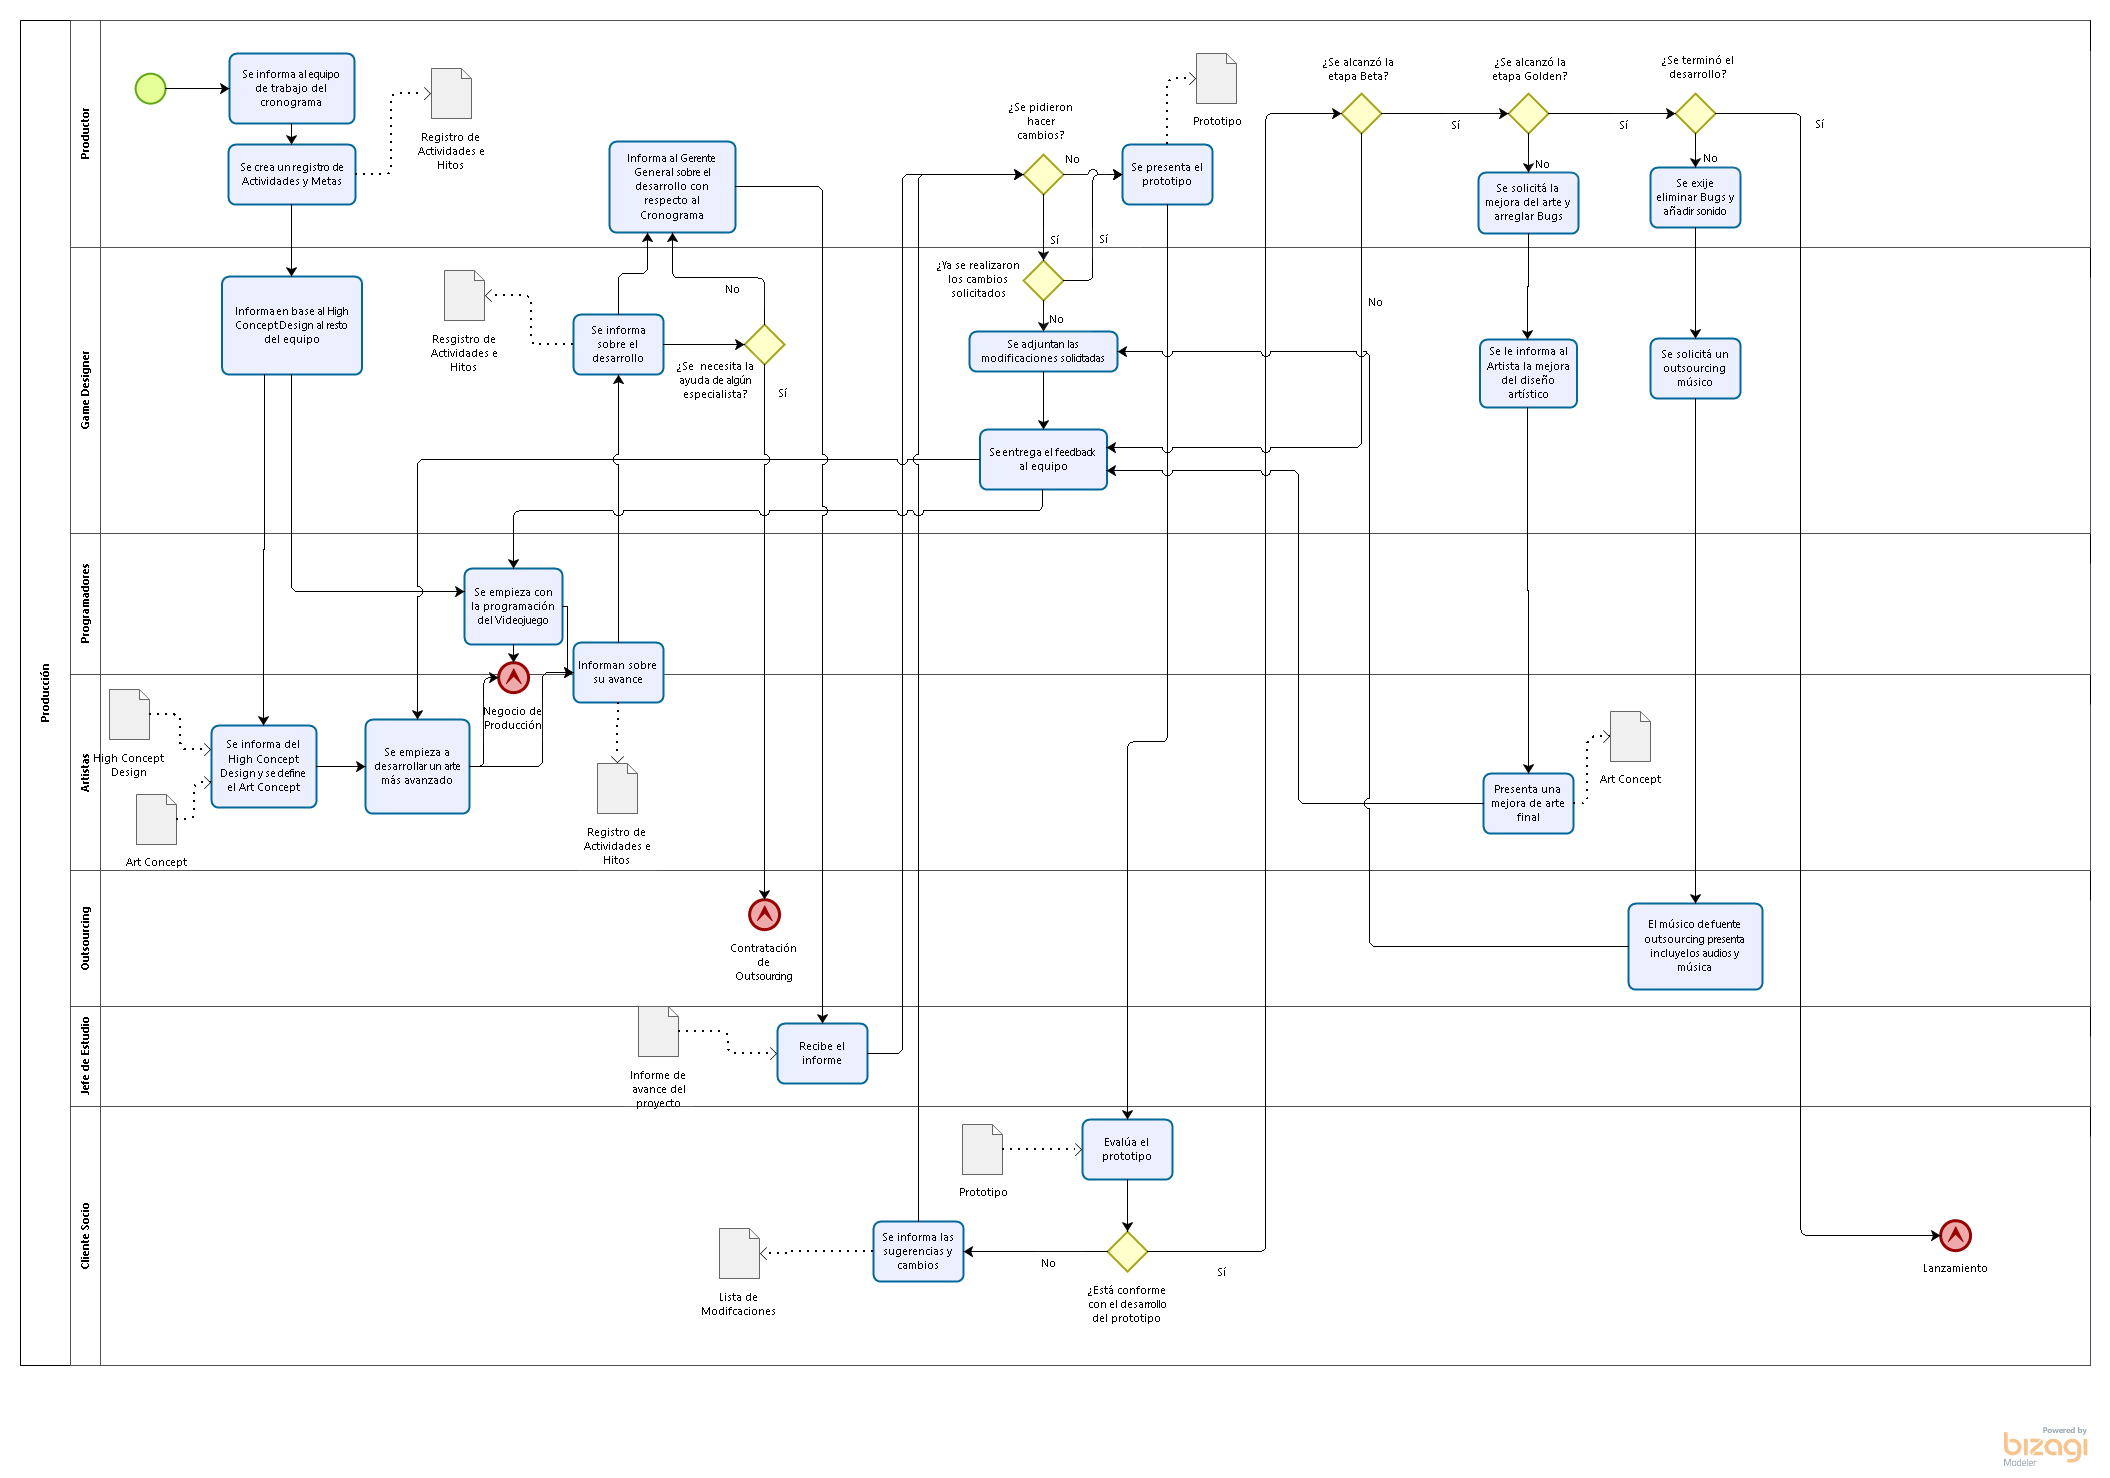 Producción
Productor
Se informa al equipo
de trabajo del
cronograma
Se crea un registro de
Actividades y Metas
Registro de
Actividades e
Hitos
Informa al Gerente
General sobre el
desarrollo con
respecto al
Cronograma
¿Se pidieron
hacer
cambios?
No
Sí
Sí
Se presenta el
prototipo
Prototipo
¿Se alcanzó la
etapa Beta?
Sí
No
¿Se alcanzó la
etapa Golden?
Sí
No
Se solicitá la
mejora del arte y
arreglar Bugs
¿Se terminó el
desarrollo?
Sí
No
Se exije
eliminar Bugs y
añadir sonido
Game Designer
Informa en base al High
Concept Design al resto
del equipo
Resgistro de
Actividades e
Hitos
Se informa
sobre el
desarrollo
No
¿Se necesita la
ayuda de algún
especialista?
Sí
¿Ya se realizaron
los cambios
solicitados
No
Se adjuntan las
modificaciones solicitadas
Se entrega el feedback
al equipo
Se le informa al
Artista la mejora
del diseño
artístico
Se solicitá un
outsourcing
músico
Programadores
Se empieza con
la programación
del Videojuego
Informan sobre
su avance
Negocio de
Producción
Artistas
High Concept
Design
Art Concept
Se informa del
High Concept
Design y se define
el Art Concept
Se empieza a
desarrollar un arte
más avanzado
Registro de
Actividades e
Hitos
Presenta una
mejora de arte
final
Art Concept
Outsourcing
Contratación
de
Outsourcing
El músico de fuente
outsourcing presenta
incluyelos audios y
música
Jefe de Estudio
Informe de
avance del
proyecto
Recibe el
informe
Cliente Socio
Prototipo
Evalúa el
prototipo
Lista de
Modifcaciones
Se informa las
sugerencias y
cambios
No
Sí
¿Está conforme
con el desarrollo
del prototipo
Lanzamiento
Powered by
bizagi
Modeler